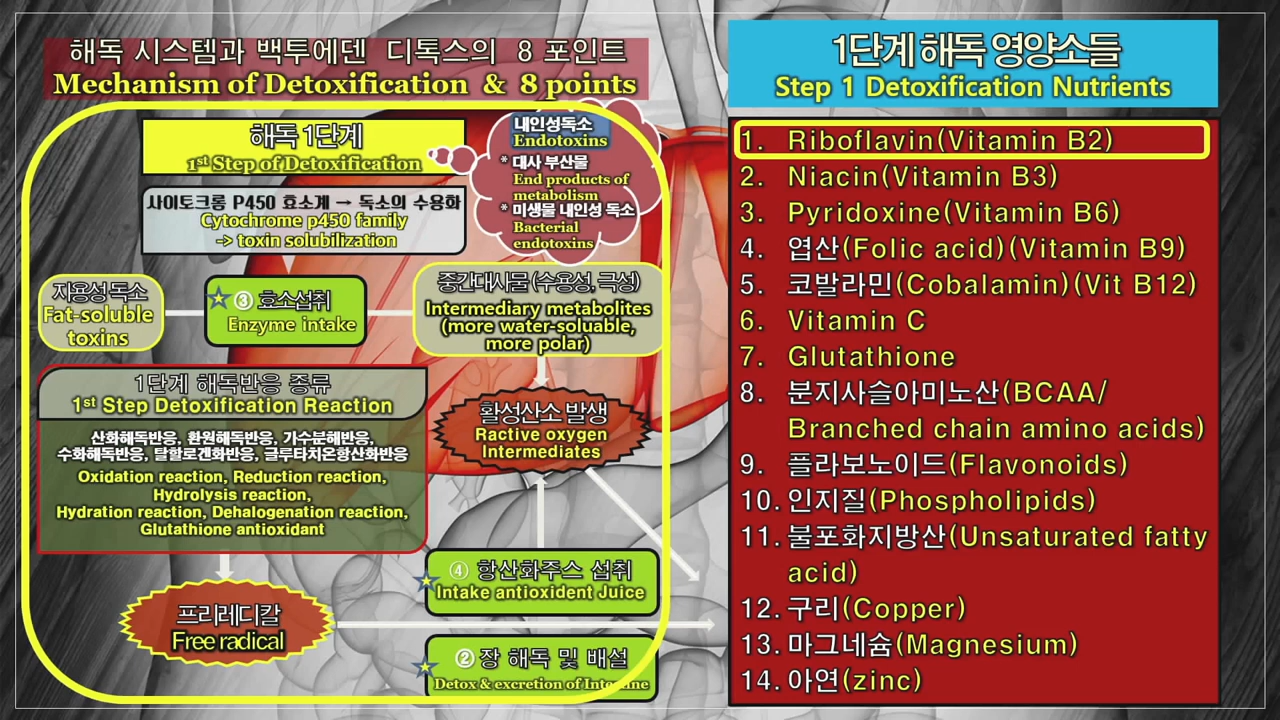 해독 시스템과 백투에덴 디톡스의 8 포인트
Mechanism of Detoxification & 8 points
해독 1단계
1st Step of Detoxification
사이토크롬 P450 효소계 → 독소의 수용화
Cytochrome p450 family
-> toxin solubilization
내인성독소
Endotoxins
* 대사 부산물
End products of
metabolism
* 미생물 내인성 독소
Bacterial
endotoxins
지용성 독소
Fat-soluble
toxins
③ 효소섭취
Enzyme intake
중간대사물 (수용성, 극성)
Intermediary metabolites
(more water-soluable,
more polar)
1단계 해독반응 종류
1st Step Detoxification Reaction
산화해독반응, 환원해독반응, 가수분해반응,
수화해독반응, 탈할로겐화반응, 글루타치온항산화반응
Oxidation reaction, Reduction reaction,
Hydrolysis reaction,
Hydration reaction, Dehalogenation reaction,
Glutathione antioxidant
활성산소 발생
Ractive oxygen
Intermediates
④ 항산화주스 섭취
Intake antioxident Juice
프리레디칼
Free radical
② 장 해독 및 배설
Detox & excretion of Intestine
1단계 해독 영양소들
Step 1 Detoxification Nutrients
1. Riboflavin(Vitamin B2)
2. Niacin(Vitamin B3)
3. Pyridoxine(Vitamin B6)
4. 엽산(Folic acid)(Vitamin B9)
5. 코발라민(Cobalamin)(Vit B12)
6. Vitamin C
7. Glutathione
8. 분지사슬아미노산(BCAA/
Branched chain amino acids)
9. 플라보노이드(Flavonoids)
10. 인지질(Phospholipids)
11. 불포화지방산(Unsaturated fatty
acid)
12. 구리(Copper)
13. 마그네슘(Magnesium)
14. 아연(zinc)